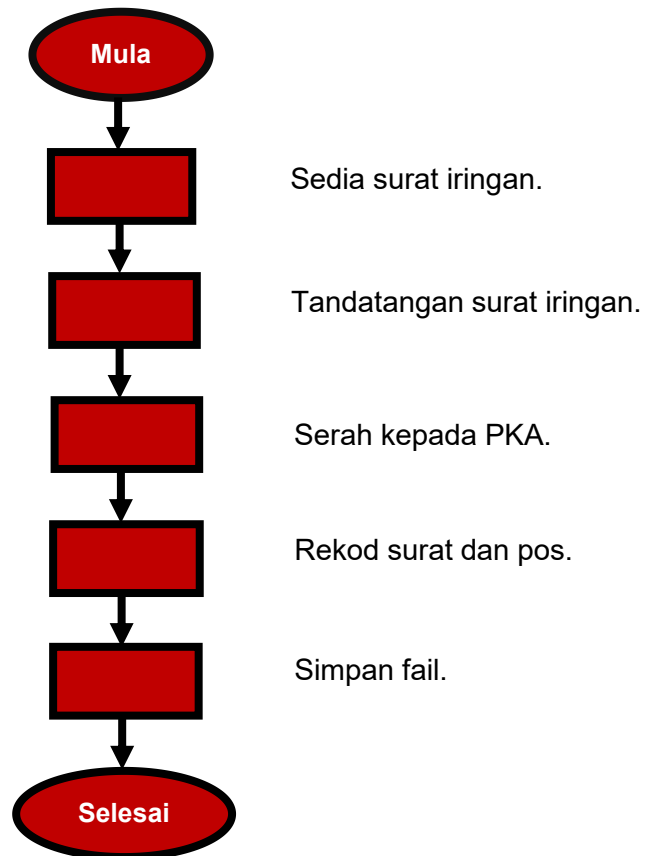 Mula
Sedia surat iringan.
Tandatangan surat iringan.
Serah kepada PKA.
Rekod surat dan pos.
Simpan fail.
Selesai